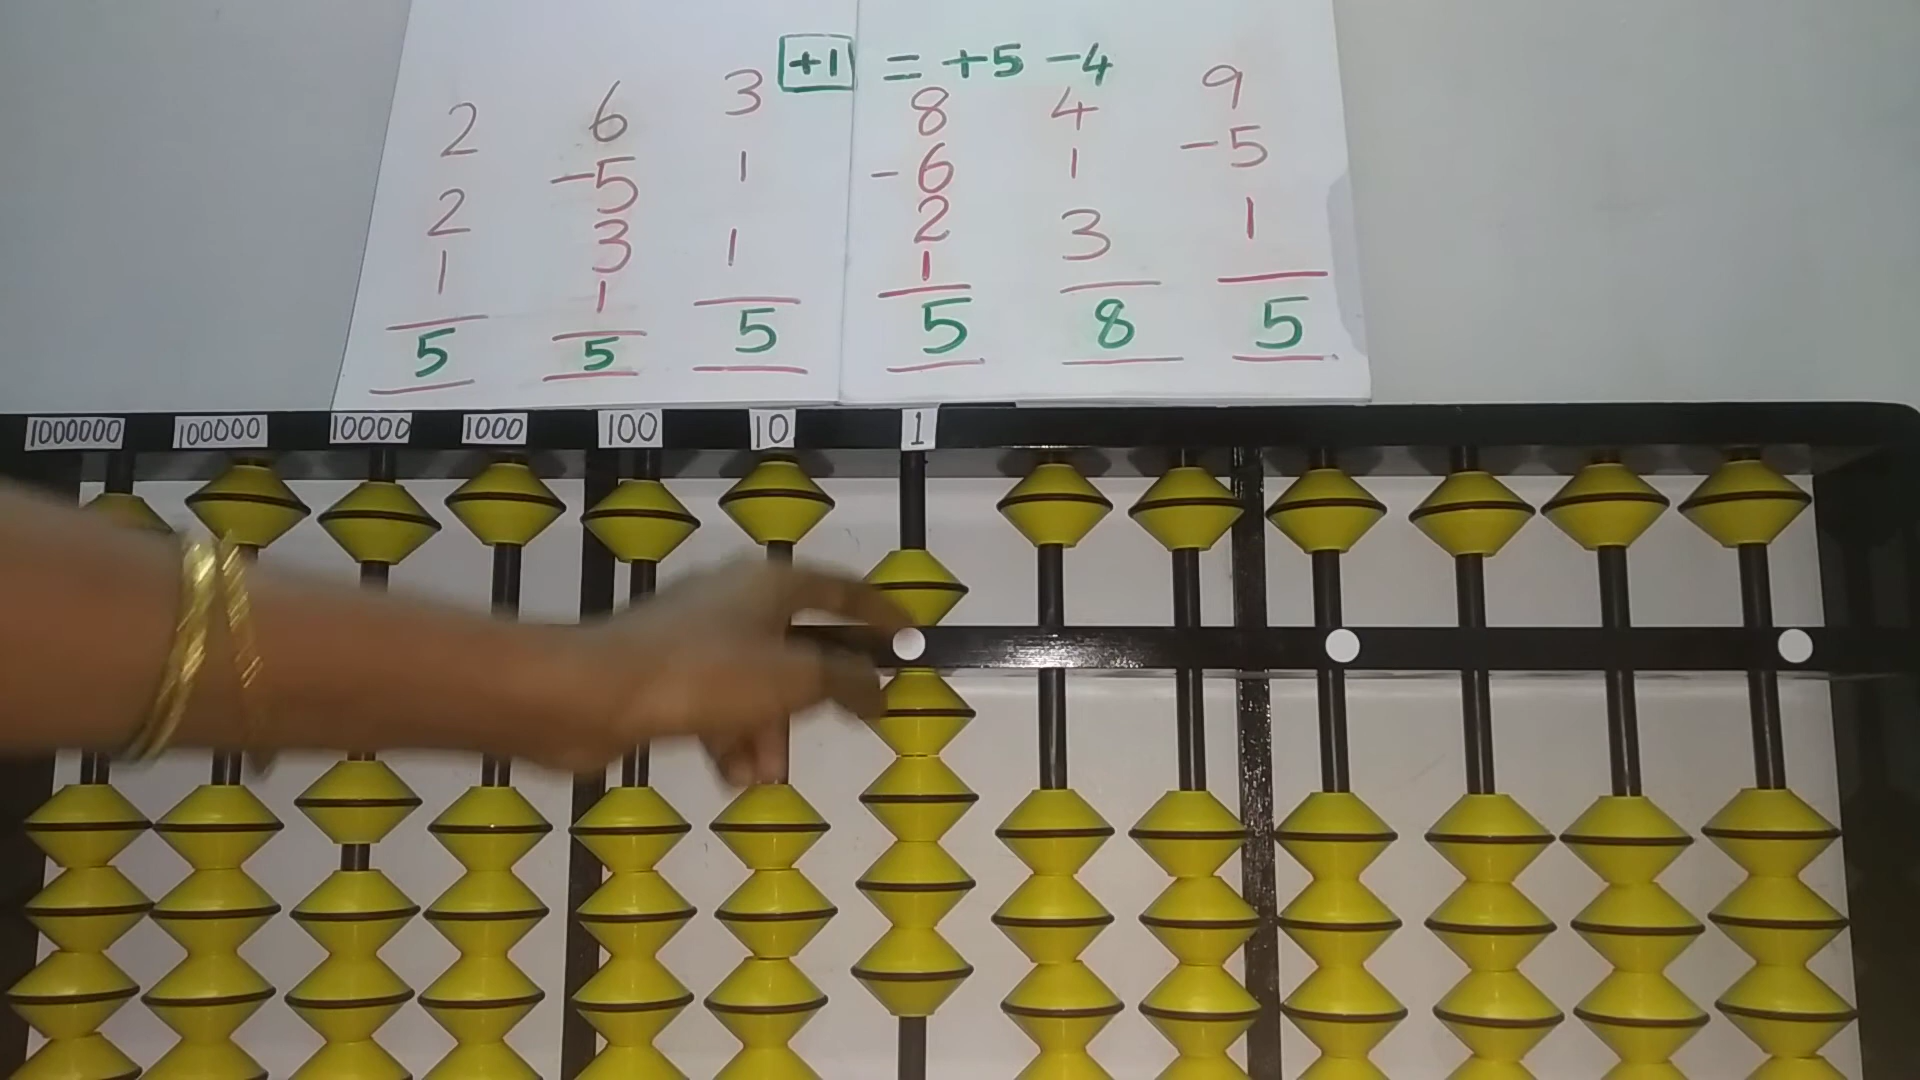 +1 = +5 -4
2 6 3 8 4 9
-5 1 -6 1 -5
2 3 1 2 3 1
1 1 1
5 5 5 5 8 5
1000000 100000 10000 1000 100 10 1